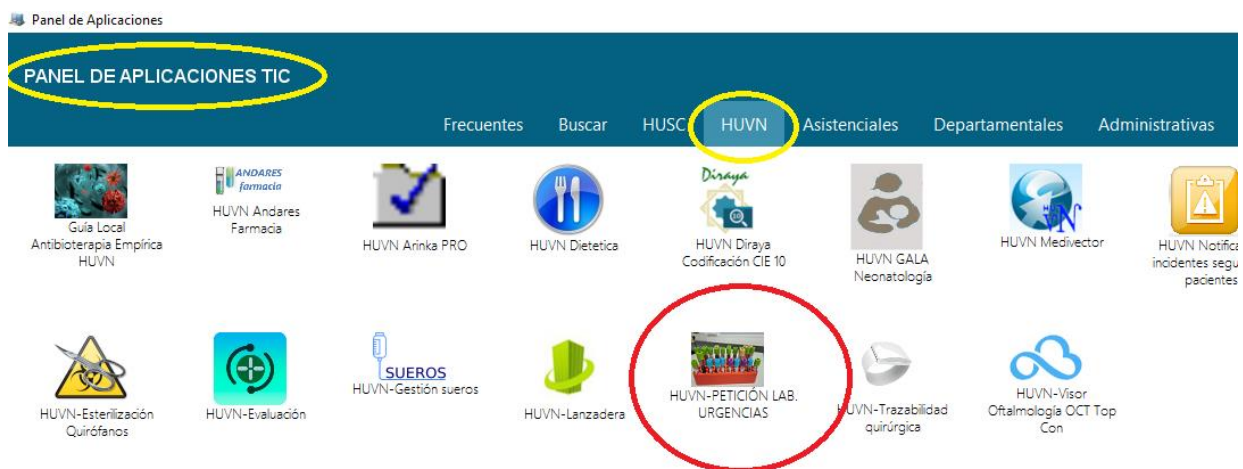 Panel de Aplicaciones
PANEL DE APLICACIONES TIC
Frecuentes Buscar HUSC HUVN Asistenciales Departamentales Administrativas
Guía Local
Antibioterapia Empírica
HUVN
ANDARES
farmacia
HUVN Andares
Farmacia
HUVN Arinka PRO
HUVN Dietetica
Diraya
HUVN Diraya
Codificación CIE 10
HUVN GALA
Neonatología
HUVN Medivector
HUVN Notifica
incidentes segu
pacientes
HUVN-Esterilización
Quirófanos
HUVN-Evaluación
SUEROS
HUVN-Gestión sueros
HUVN-Lanzadera
HUVN-PETICIÓN LAB.
URGENCIAS
HUVN-Trazabilidad
quirúrgica
HUVN-Visor
Oftalmología OCT Top
Con